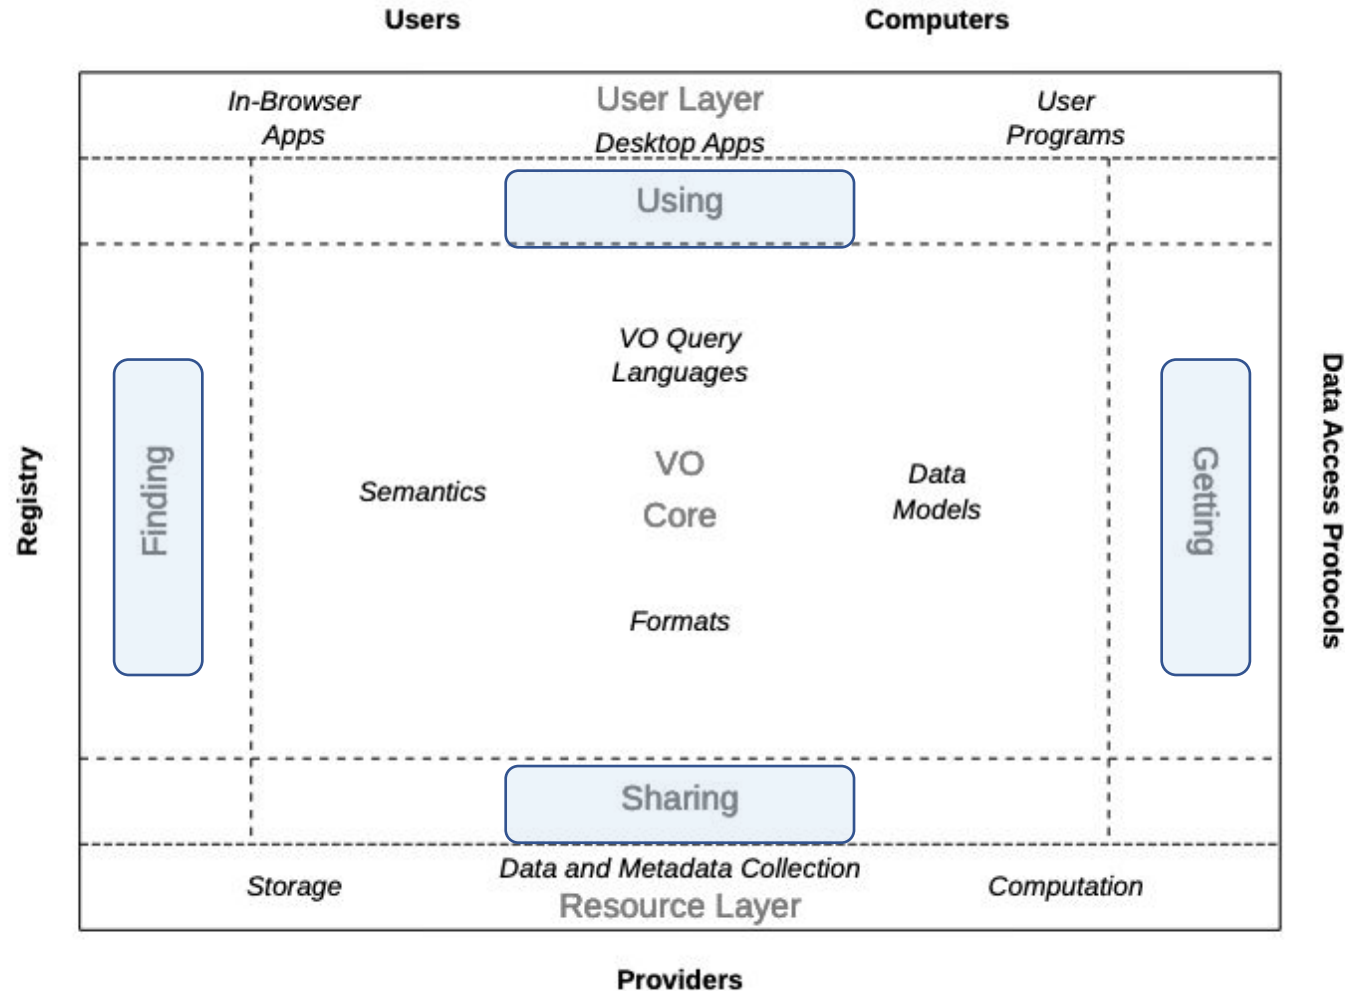 Users
Computers
In-Browser
Apps
User Layer
Desktop Apps
User
Programs
Using
VO Query
Languages
Registry
Finding
Semantics
VO
Core
Data
Models
Getting
Data Access Protocols
Formats
Sharing
Storage
Data and Metadata Collection
Resource Layer
Computation
Providers